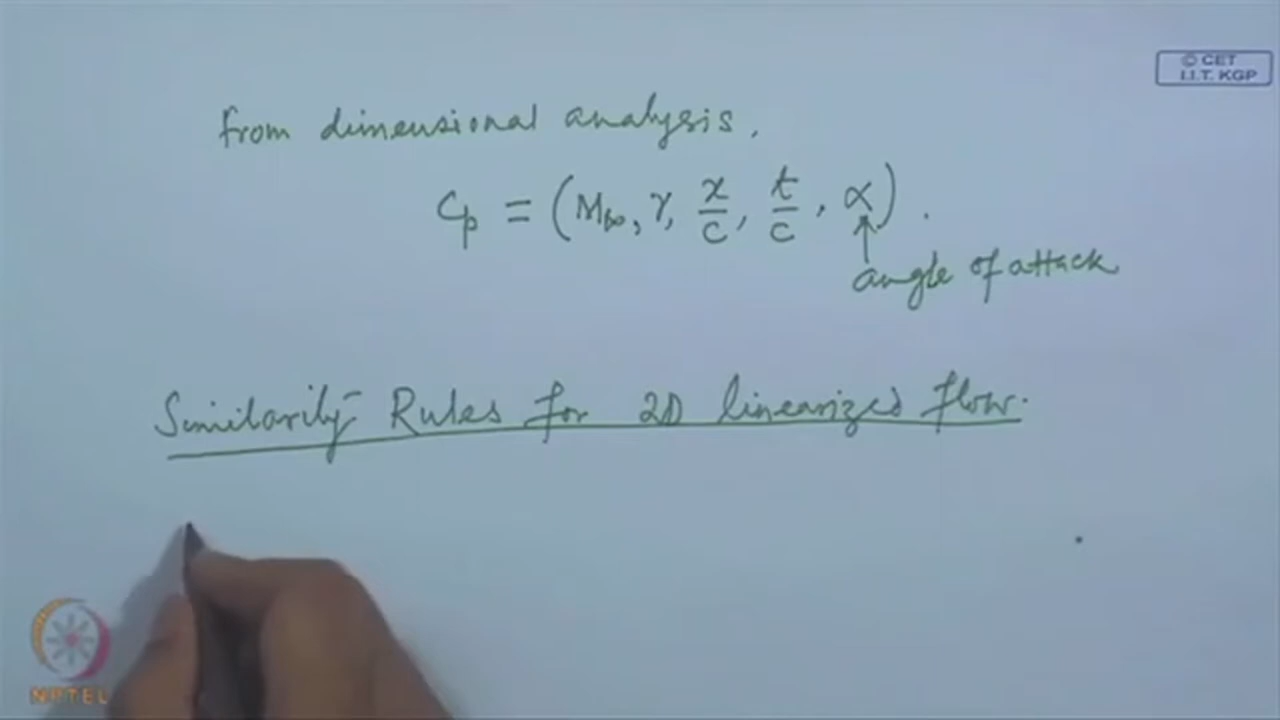 © CET
I.I.T. KGP
from dimensional analysis,
Cp = (M∞, γ, x/c, t/c, α).
angle of attack
Similarity Rules for 2D linearized flow.
NPTEL